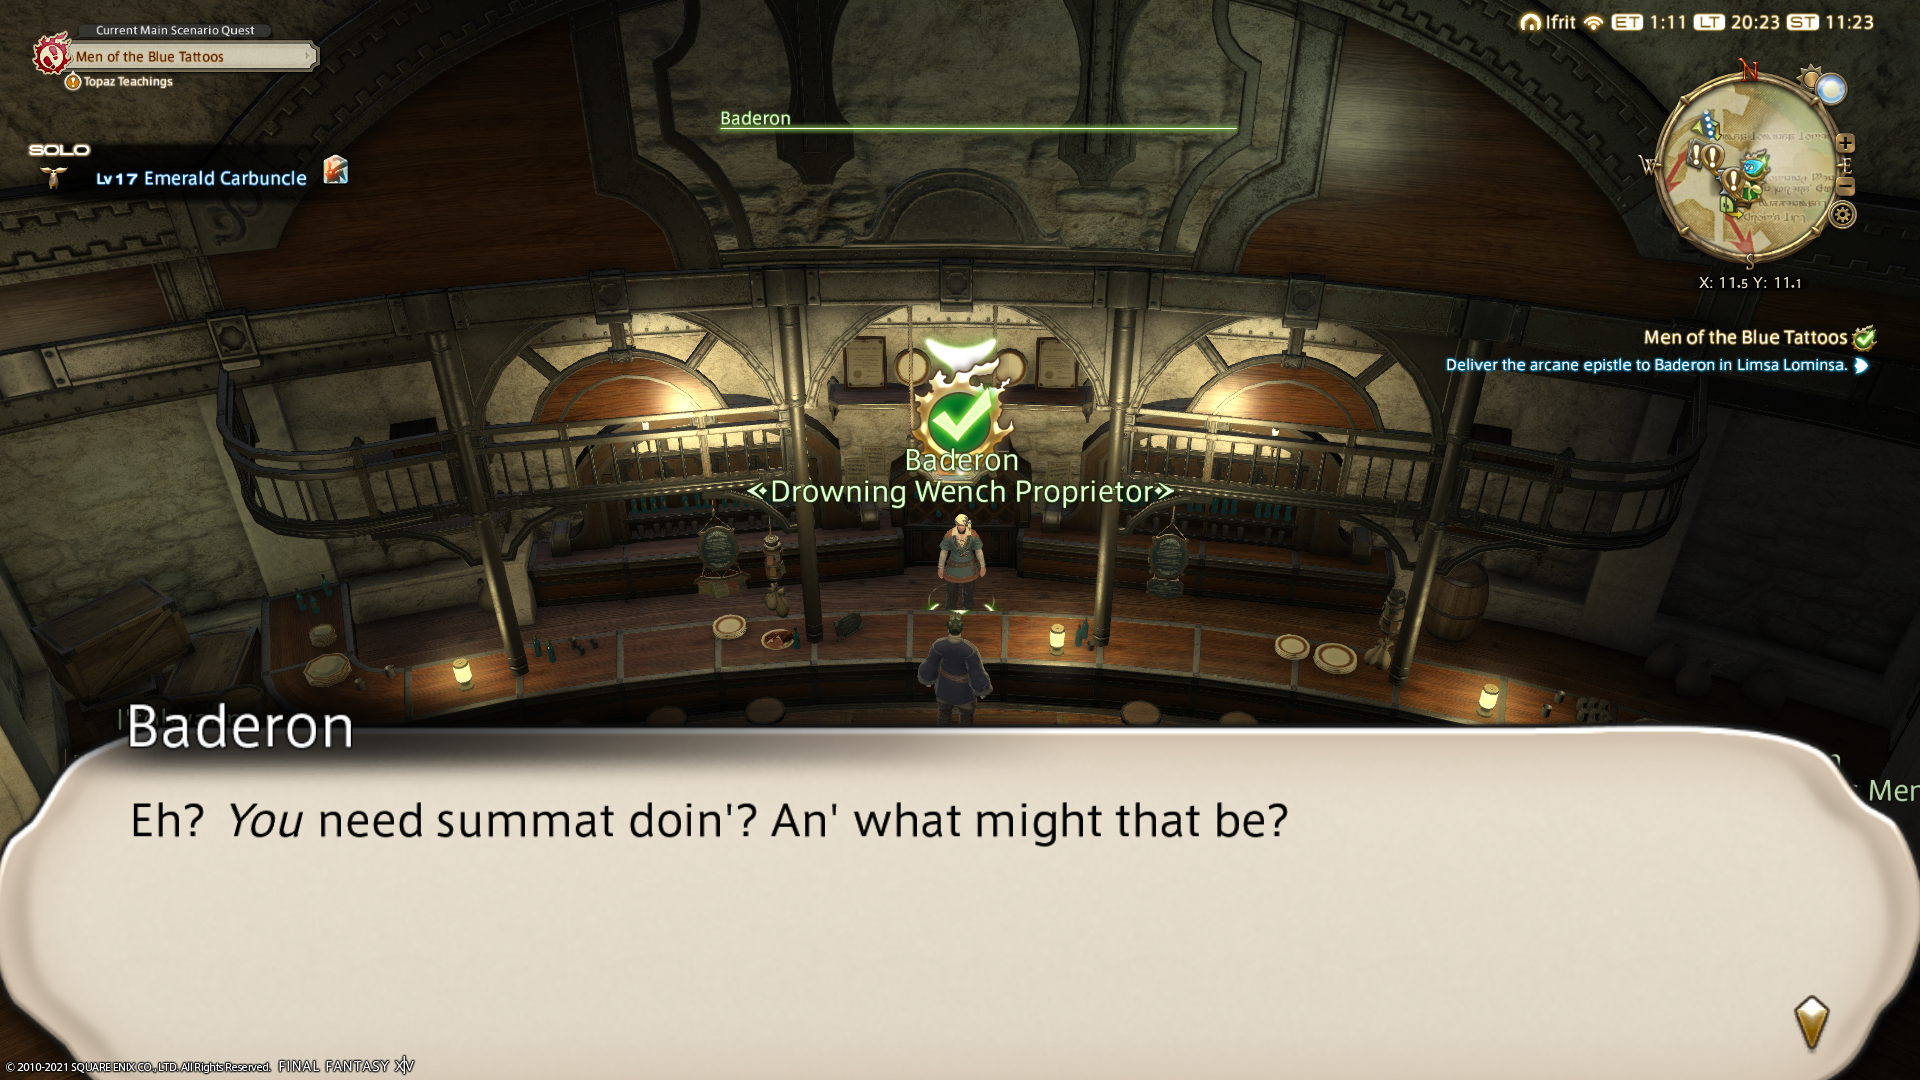 Current Main Scenario Quest
Men of the Blue Tattoos
Topaz Teachings
SOLO
Lv17 Emerald Carbuncle
Baderon
Ifrit ET 1:11 LT 20:23 ST 11:23
N
W
E
S
X: 11.5 Y: 11.1
Men of the Blue Tattoos
Deliver the arcane epistle to Baderon in Limsa Lominsa.
Baderon
«Drowning Wench Proprietor»
Baderon
Eh? You need summat doin'? An' what might that be?
© 2010-2021 SQUARE ENIX CO., LTD. All Rights Reserved. FINAL FANTASY XIV